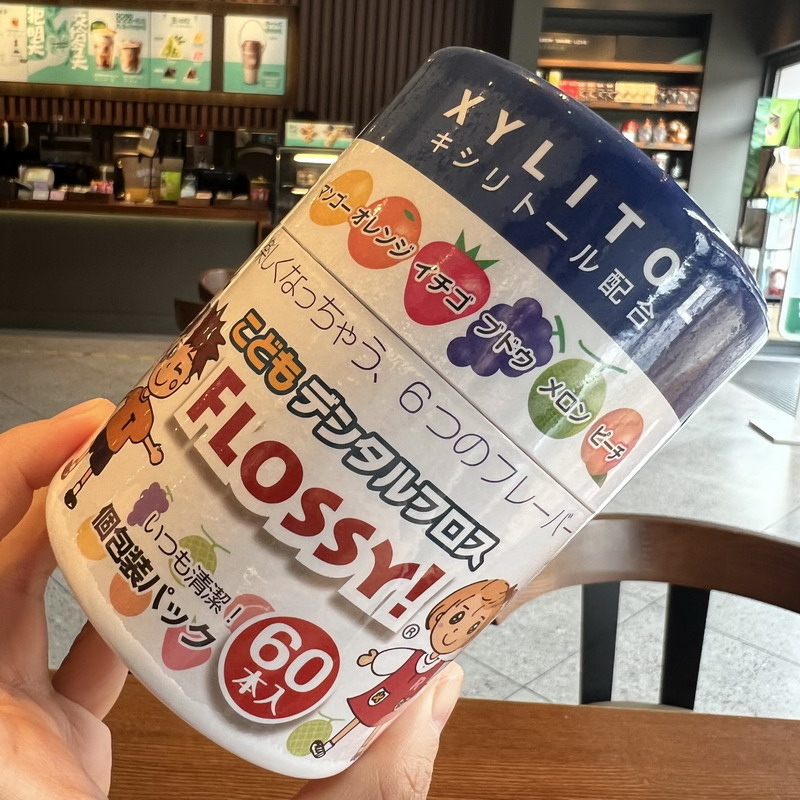 XYLITOL
キシリトール配合
マンゴー オレンジ イチゴ ブドウ メロン ピーチ
楽しくなっちゃう、6つのフレーバー
こどもデンタルフロス
FLOSSY!®
いつも清潔!
個包装パック
60
本入